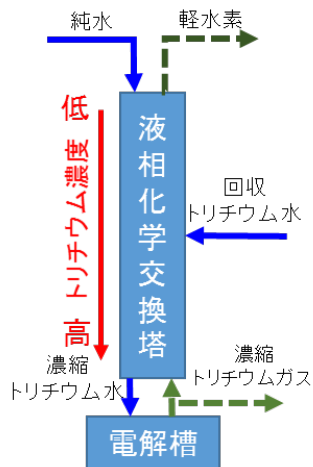 純水
軽水素
低 トリチウム濃度 高
液相化学交換塔
回収
トリチウム水
濃縮
トリチウム水
濃縮
トリチウムガス
電解槽